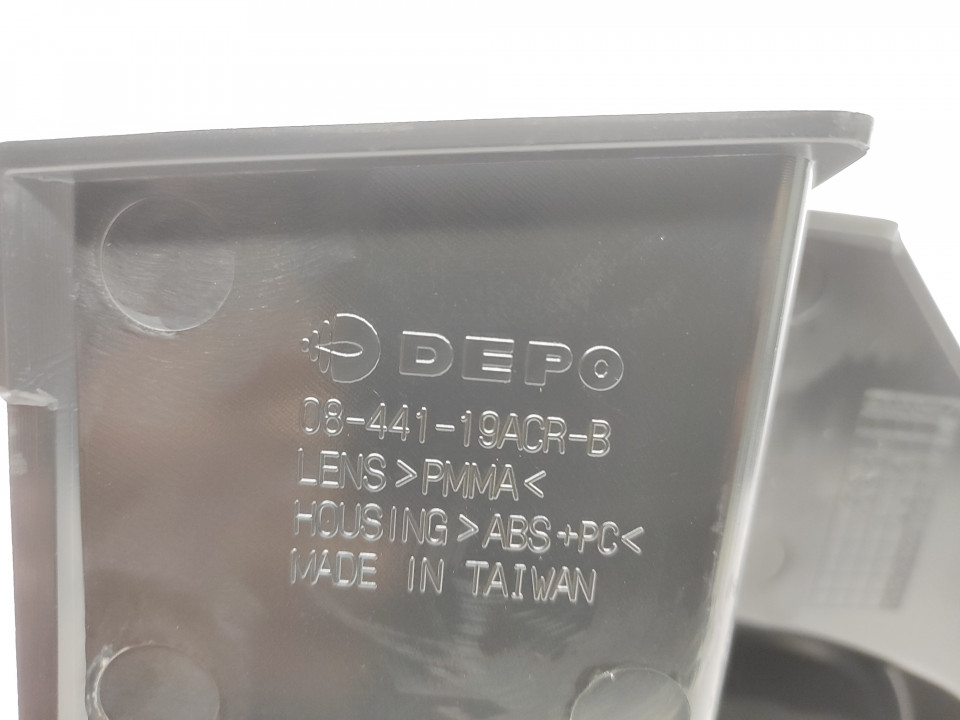 DEPO
08-441-19ACR-B
LENS>PMMA<
HOUSING>ABS+PC<
MADE IN TAIWAN